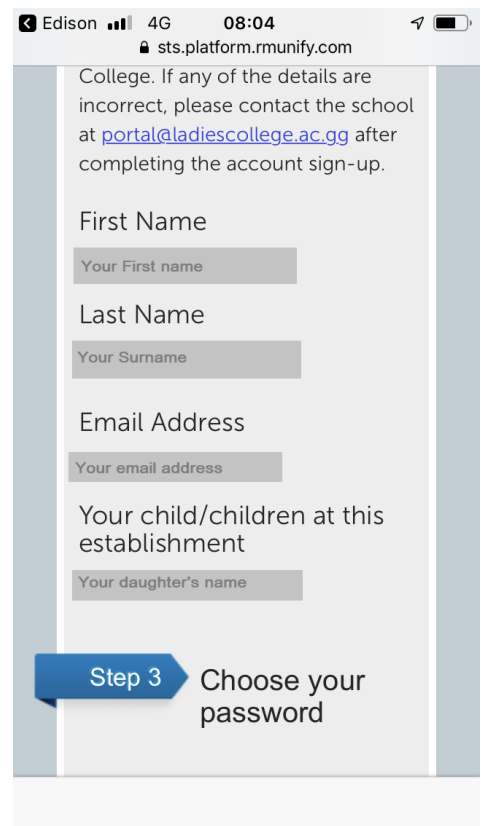 Edison 4G 08:04
sts.platform.rmunify.com
College. If any of the details are
incorrect, please contact the school
at portal@ladiescollege.ac.gg after
completing the account sign-up.
First Name
Your First name
Last Name
Your Surname
Email Address
Your email address
Your child/children at this
establishment
Your daughter's name
Step 3 Choose your
password